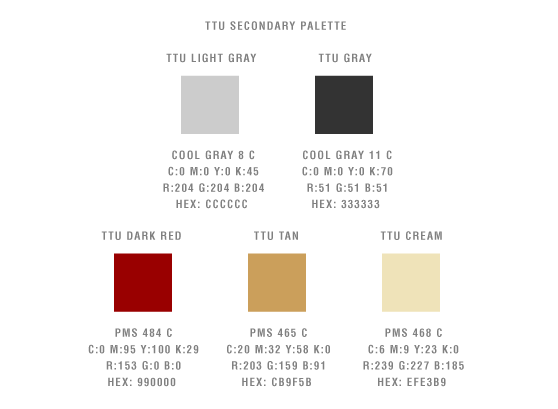 TTU SECONDARY PALETTE
TTU LIGHT GRAY
COOL GRAY 8 C
C:0 M:0 Y:0 K:45
R:204 G:204 B:204
HEX: CCCCCC
TTU GRAY
COOL GRAY 11 C
C:0 M:0 Y:0 K:70
R:51 G:51 B:51
HEX: 333333
TTU DARK RED
PMS 484 C
C:0 M:95 Y:100 K:29
R:153 G:0 B:0
HEX: 990000
TTU TAN
PMS 465 C
C:20 M:32 Y:58 K:0
R:203 G:159 B:91
HEX: CB9F5B
TTU CREAM
PMS 468 C
C:6 M:9 Y:23 K:0
R:239 G:227 B:185
HEX: EFE3B9